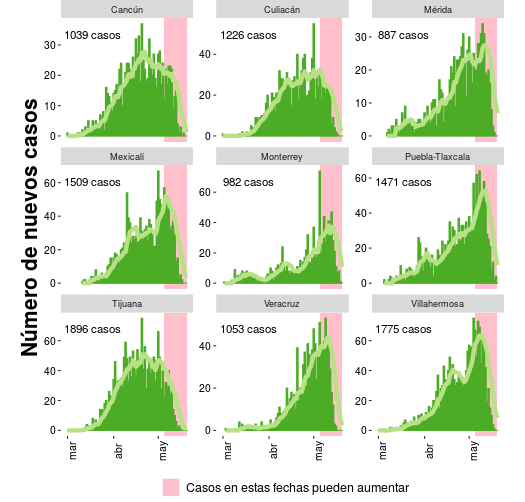 Número de nuevos casos
Cancún
1039 casos
30
20
10
0
Culiacán
1226 casos
40
20
0
Mérida
887 casos
30
20
10
0
Mexicali
1509 casos
60
40
20
0
Monterrey
982 casos
60
40
20
0
Puebla-Tlaxcala
1471 casos
60
40
20
0
Tijuana
1896 casos
60
40
20
0
Veracruz
1053 casos
40
20
0
Villahermosa
1775 casos
60
40
20
0
mar
abr
may
mar
abr
may
mar
abr
may
Casos en estas fechas pueden aumentar